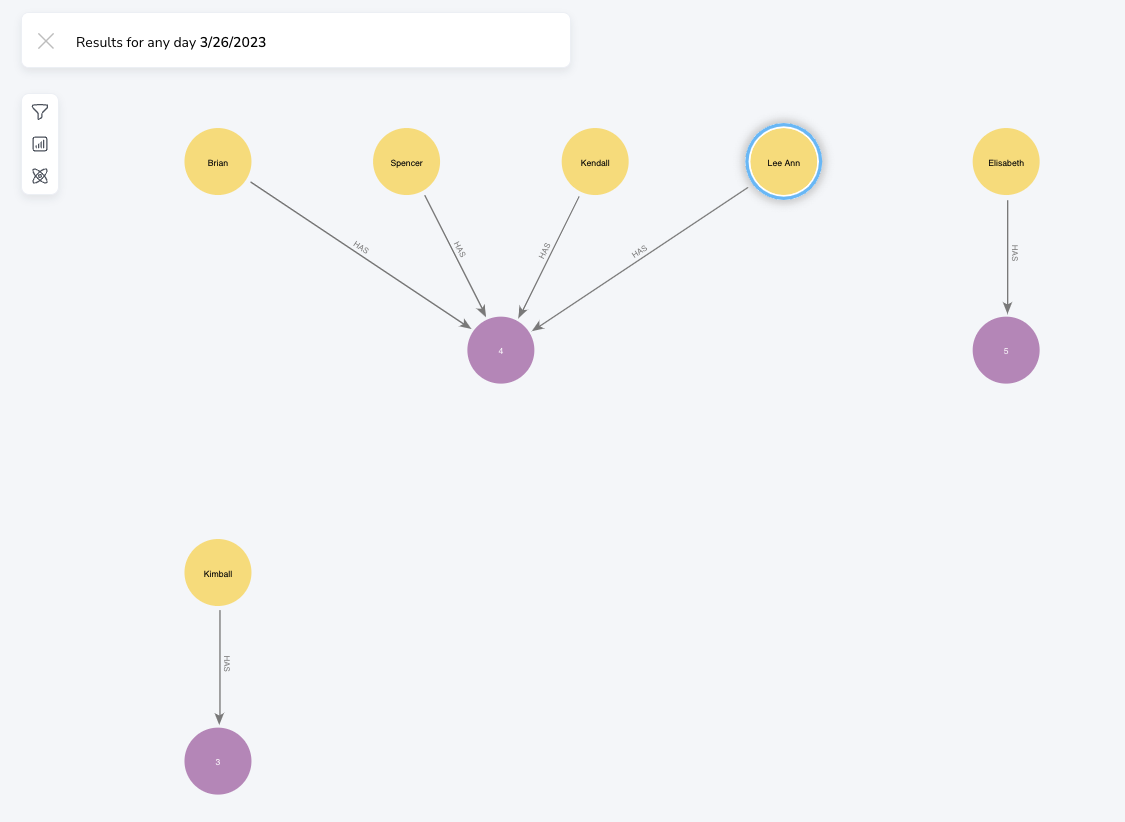 Results for any day 3/26/2023
Brian
Spencer
Kendall
Lee Ann
Elisabeth
HAS
HAS
HAS
HAS
HAS
4
5
Kimball
HAS
3